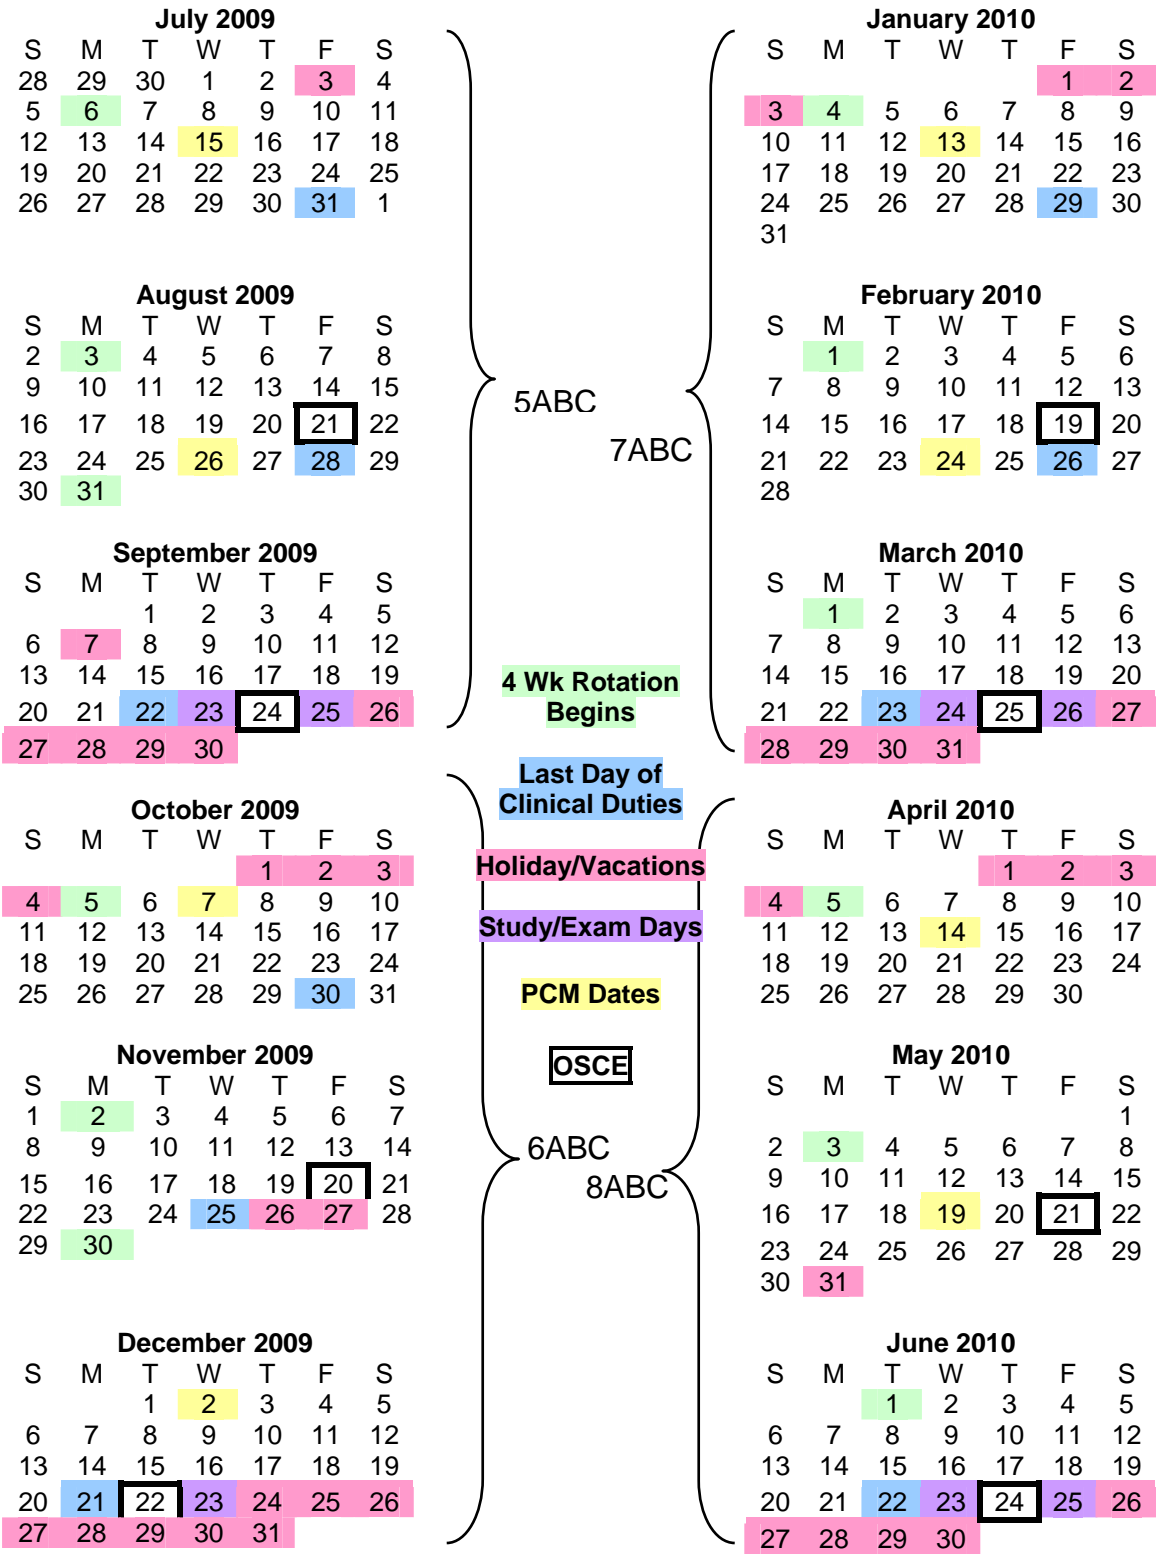 July 2009
S M T W T F S
28 29 30 1 2 3 4
5 6 7 8 9 10 11
12 13 14 15 16 17 18
19 20 21 22 23 24 25
26 27 28 29 30 31 1
August 2009
S M T W T F S
2 3 4 5 6 7 8
9 10 11 12 13 14 15
16 17 18 19 20 21 22
23 24 25 26 27 28 29
30 31
September 2009
S M T W T F S
1 2 3 4 5
6 7 8 9 10 11 12
13 14 15 16 17 18 19
20 21 22 23 24 25 26
27 28 29 30
October 2009
S M T W T F S
1 2 3
4 5 6 7 8 9 10
11 12 13 14 15 16 17
18 19 20 21 22 23 24
25 26 27 28 29 30 31
November 2009
S M T W T F S
1 2 3 4 5 6 7
8 9 10 11 12 13 14
15 16 17 18 19 20 21
22 23 24 25 26 27 28
29 30
December 2009
S M T W T F S
1 2 3 4 5
6 7 8 9 10 11 12
13 14 15 16 17 18 19
20 21 22 23 24 25 26
27 28 29 30 31
5ABC
7ABC
4 Wk Rotation
Begins
Last Day of
Clinical Duties
Holiday/Vacations
Study/Exam Days
PCM Dates
OSCE
6ABC
8ABC
January 2010
S M T W T F S
1 2
3 4 5 6 7 8 9
10 11 12 13 14 15 16
17 18 19 20 21 22 23
24 25 26 27 28 29 30
31
February 2010
S M T W T F S
1 2 3 4 5 6
7 8 9 10 11 12 13
14 15 16 17 18 19 20
21 22 23 24 25 26 27
28
March 2010
S M T W T F S
1 2 3 4 5 6
7 8 9 10 11 12 13
14 15 16 17 18 19 20
21 22 23 24 25 26 27
28 29 30 31
April 2010
S M T W T F S
1 2 3
4 5 6 7 8 9 10
11 12 13 14 15 16 17
18 19 20 21 22 23 24
25 26 27 28 29 30
May 2010
S M T W T F S
1
2 3 4 5 6 7 8
9 10 11 12 13 14 15
16 17 18 19 20 21 22
23 24 25 26 27 28 29
30 31
June 2010
S M T W T F S
1 2 3 4 5
6 7 8 9 10 11 12
13 14 15 16 17 18 19
20 21 22 23 24 25 26
27 28 29 30